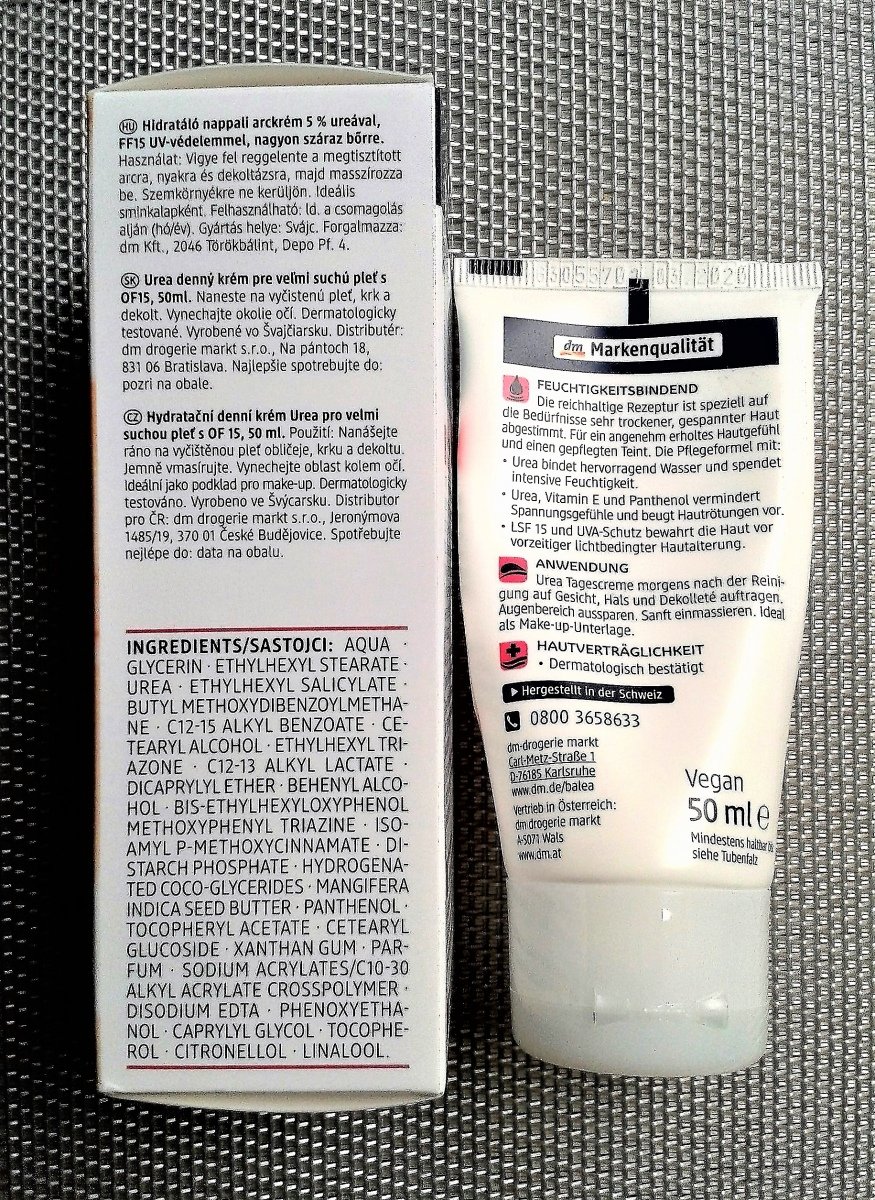 HU Hidratáló nappali arckrém 5 % ureával,
FF15 UV-védelemmel, nagyon száraz bőrre.
Használat: Vigye fel reggelente a megtisztított
arcra, nyakra és dekoltázsra, majd masszírozza
be. Szemkörnyékre ne kerüljön. Ideális
sminkalapként. Felhasználható: ld. a csomagolás
alján (hó/év). Gyártás helye: Svájc. Forgalmazza:
dm Kft., 2046 Törökbálint, Depo Pf. 4.
SK Urea denný krém pre veľmi suchú pleť s
OF15, 50ml. Naneste na vyčistenú pleť, krk a
dekolt. Vynechajte okolie očí. Dermatologicky
testované. Vyrobené vo Švajčiarsku. Distributér:
dm drogerie markt s.r.o., Na pántoch 18,
831 06 Bratislava. Najlepšie spotrebujte do:
pozri na obale.
CZ Hydratační denní krém Urea pro velmi
suchou pleť s OF 15, 50 ml. Použití: Nanášejte
ráno na vyčištěnou pleť obličeje, krku a dekoltu.
Jemně vmasírujte. Vynechejte oblast kolem očí.
Ideální jako podklad pro make-up. Dermatologicky
testováno. Vyrobeno ve Švýcarsku. Distributor
pro ČR: dm drogerie markt s.r.o., Jeronýmova
1485/19, 370 01 České Budějovice. Spotřebujte
nejlépe do: data na obalu.
INGREDIENTS/SASTOJCI: AQUA ·
GLYCERIN · ETHYLHEXYL STEARATE ·
UREA · ETHYLHEXYL SALICYLATE ·
BUTYL METHOXYDIBENZOYLMETHA-
NE · C12-15 ALKYL BENZOATE · CE-
TEARYL ALCOHOL · ETHYLHEXYL TRI-
AZONE · C12-13 ALKYL LACTATE ·
DICAPRYLYL ETHER · BEHENYL ALCO-
HOL · BIS-ETHYLHEXYLOXYPHENOL
METHOXYPHENYL TRIAZINE · ISO-
AMYL P-METHOXYCINNAMATE · DI-
STARCH PHOSPHATE · HYDROGENA-
TED COCO-GLYCERIDES · MANGIFERA
INDICA SEED BUTTER · PANTHENOL ·
TOCOPHERYL ACETATE · CETEARYL
GLUCOSIDE · XANTHAN GUM · PAR-
FUM · SODIUM ACRYLATES/C10-30
ALKYL ACRYLATE CROSSPOLYMER ·
DISODIUM EDTA · PHENOXYETHA-
NOL · CAPRYLYL GLYCOL · TOCOPHE-
ROL · CITRONELLOL · LINALOOL.
03 2020
dm Markenqualität
FEUCHTIGKEITSBINDEND
Die reichhaltige Rezeptur ist speziell auf
die Bedürfnisse sehr trockener, gespannter Haut
abgestimmt. Für ein angenehm erholtes Hautgefühl
und einen gepflegten Teint. Die Pflegeformel mit:
• Urea bindet hervorragend Wasser und spendet
intensive Feuchtigkeit.
• Urea, Vitamin E und Panthenol vermindert
Spannungsgefühle und beugt Hautrötungen vor.
• LSF 15 und UVA-Schutz bewahrt die Haut vor
vorzeitiger lichtbedingter Hautalterung.
ANWENDUNG
Urea Tagescreme morgens nach der Reini-
gung auf Gesicht, Hals und Dekolleté auftragen.
Augenbereich aussparen. Sanft einmassieren. Ideal
als Make-up-Unterlage.
HAUTVERTRÄGLICHKEIT
• Dermatologisch bestätigt
Hergestellt in der Schweiz
0800 3658633
dm-drogerie markt
Carl-Metz-Straße 1
D-76185 Karlsruhe
www.dm.de/balea
Vertrieb in Österreich:
dm drogerie markt
A-5071 Wals
www.dm.at
Vegan
50 ml e
Mindestens haltbar
siehe Tubenfalz